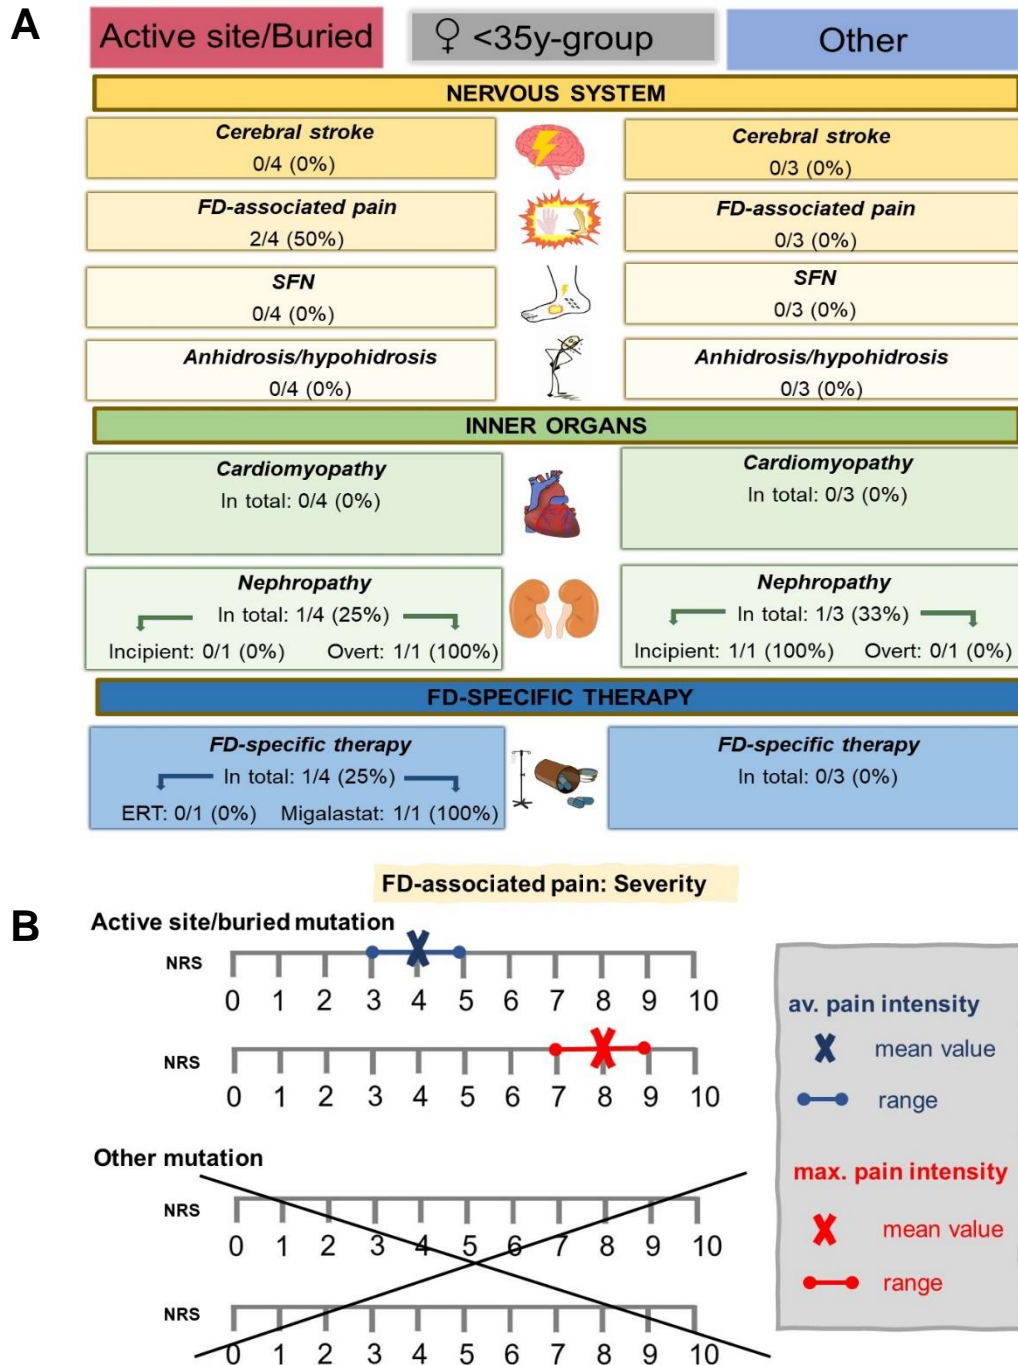 A
Active site/Buried
♀ <35y-group
Other
NERVOUS SYSTEM
Cerebral stroke
0/4 (0%)
Cerebral stroke
0/3 (0%)
FD-associated pain
2/4 (50%)
FD-associated pain
0/3 (0%)
SFN
0/4 (0%)
SFN
0/3 (0%)
Anhidrosis/hypohidrosis
0/4 (0%)
Anhidrosis/hypohidrosis
0/3 (0%)
INNER ORGANS
Cardiomyopathy
In total: 0/4 (0%)
Cardiomyopathy
In total: 0/3 (0%)
Nephropathy
In total: 1/4 (25%)
Incipient: 0/1 (0%) Overt: 1/1 (100%)
Nephropathy
In total: 1/3 (33%)
Incipient: 1/1 (100%) Overt: 0/1 (0%)
FD-SPECIFIC THERAPY
FD-specific therapy
In total: 1/4 (25%)
ERT: 0/1 (0%) Migalastat: 1/1 (100%)
FD-specific therapy
In total: 0/3 (0%)
FD-associated pain: Severity
B
Active site/buried mutation
NRS
0 1 2 3 4 5 6 7 8 9 10
NRS
0 1 2 3 4 5 6 7 8 9 10
Other mutation
NRS
0 1 2 3 4 5 6 7 8 9 10
NRS
0 1 2 3 4 5 6 7 8 9 10
av. pain intensity
mean value
range
max. pain intensity
mean value
range